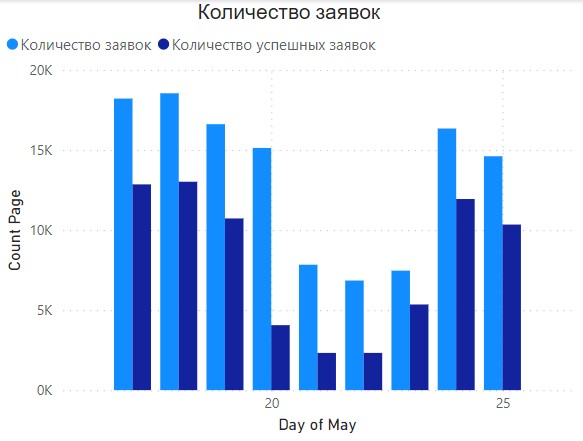 Количество заявок
Количество заявок Количество успешных заявок
20K
15K
10K
5K
0K
Count Page
20 25
Day of May